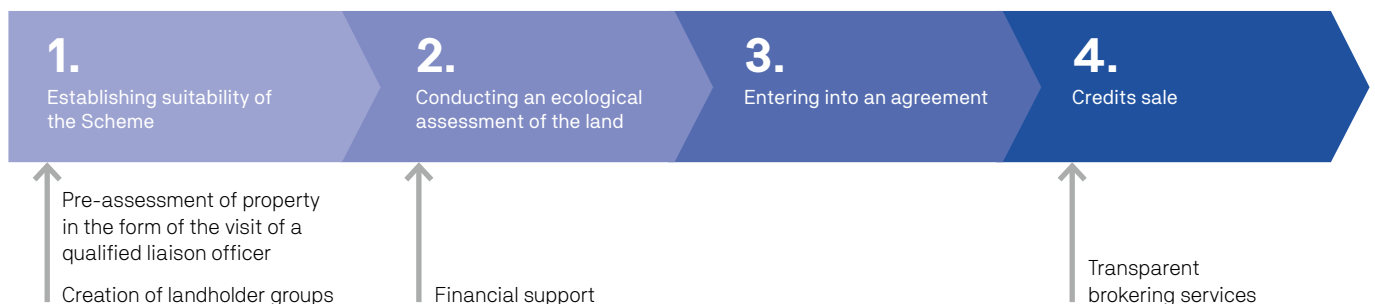 1.
Establishing suitability of
the Scheme
2.
Conducting an ecological
assessment of the land
3.
Entering into an agreement
4.
Credits sale
Pre-assessment of property
in the form of the visit of a
qualified liaison officer
Creation of landholder groups
Financial support
Transparent
brokering services